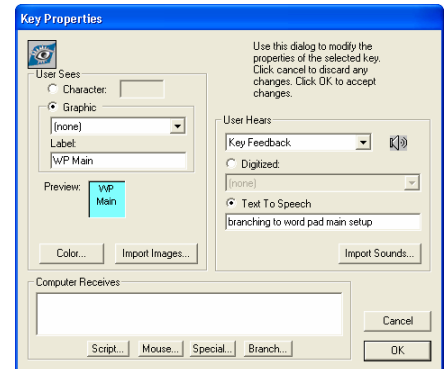 Key Properties
Use this dialog to modify the
properties of the selected key.
Click cancel to discard any
changes. Click OK to accept
changes.
User Sees
Character:
Graphic
(none)
Label:
WP Main
Preview:
WP
Main
Color...
Import Images...
User Hears
Key Feedback
Digitized:
(none)
Text To Speech
branching to word pad main setup
Import Sounds...
Computer Receives
Script...
Mouse...
Special...
Branch...
Cancel
OK